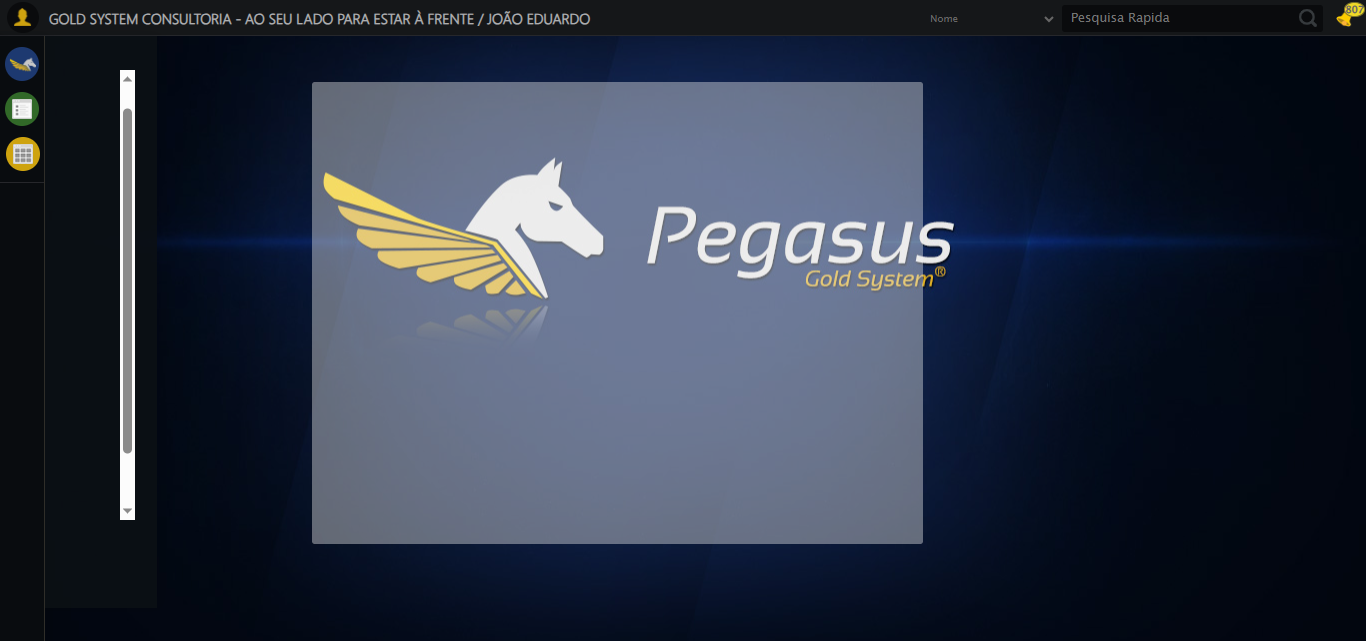 GOLD SYSTEM CONSULTORIA - AO SEU LADO PARA ESTAR À FRENTE / JOÃO EDUARDO
Nome
Pesquisa Rapida
807
Pegasus
Gold System®